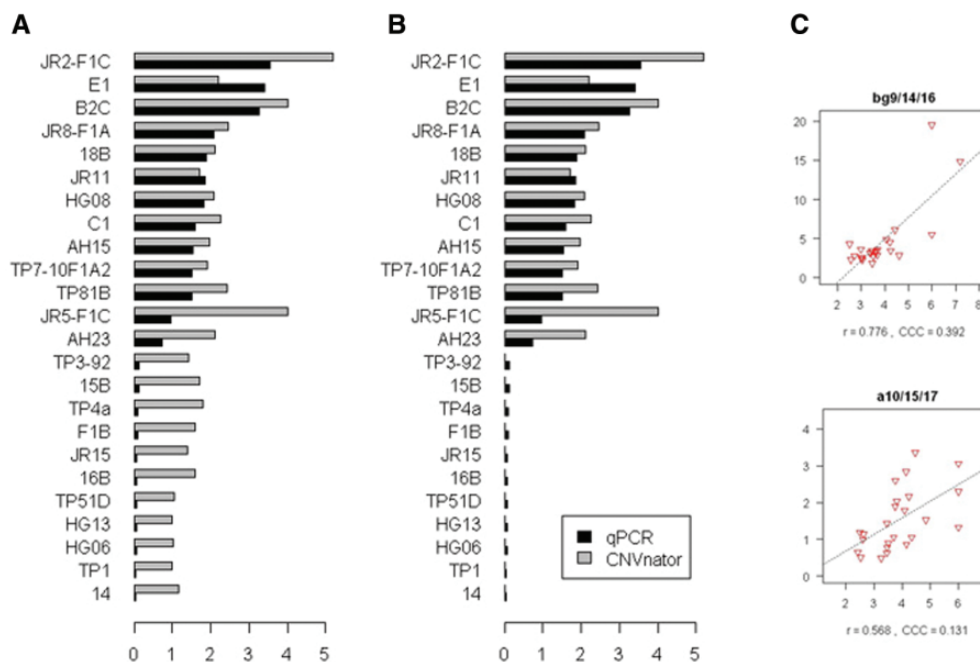 A
JR2-F1C
E1
B2C
JR8-F1A
18B
JR11
HG08
C1
AH15
TP7-10F1A2
TP81B
JR5-F1C
AH23
TP3-92
15B
TP4a
F1B
JR15
16B
TP51D
HG13
HG06
TP1
14
0 1 2 3 4 5
B
JR2-F1C
E1
B2C
JR8-F1A
18B
JR11
HG08
C1
AH15
TP7-10F1A2
TP81B
JR5-F1C
AH23
TP3-92
15B
TP4a
F1B
JR15
16B
TP51D
HG13
HG06
TP1
14
qPCR
CNVnator
0 1 2 3 4 5
C
bg9/14/16
20
15
10
5
0
2 3 4 5 6 7 8
r = 0.776 , CCC = 0.392
a10/15/17
4
3
2
1
0
2 3 4 5 6
r = 0.568 , CCC = 0.131